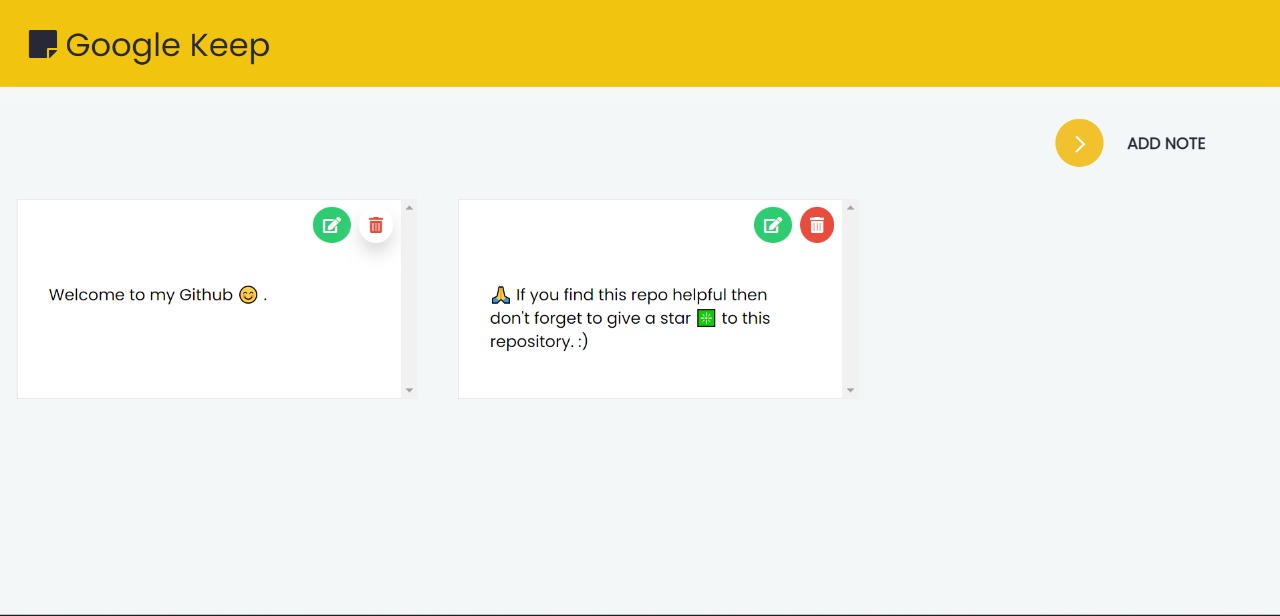 Google Keep
ADD NOTE
Welcome to my Github 😊 .
🙏 If you find this repo helpful then
don't forget to give a star ✳️ to this
repository. :)